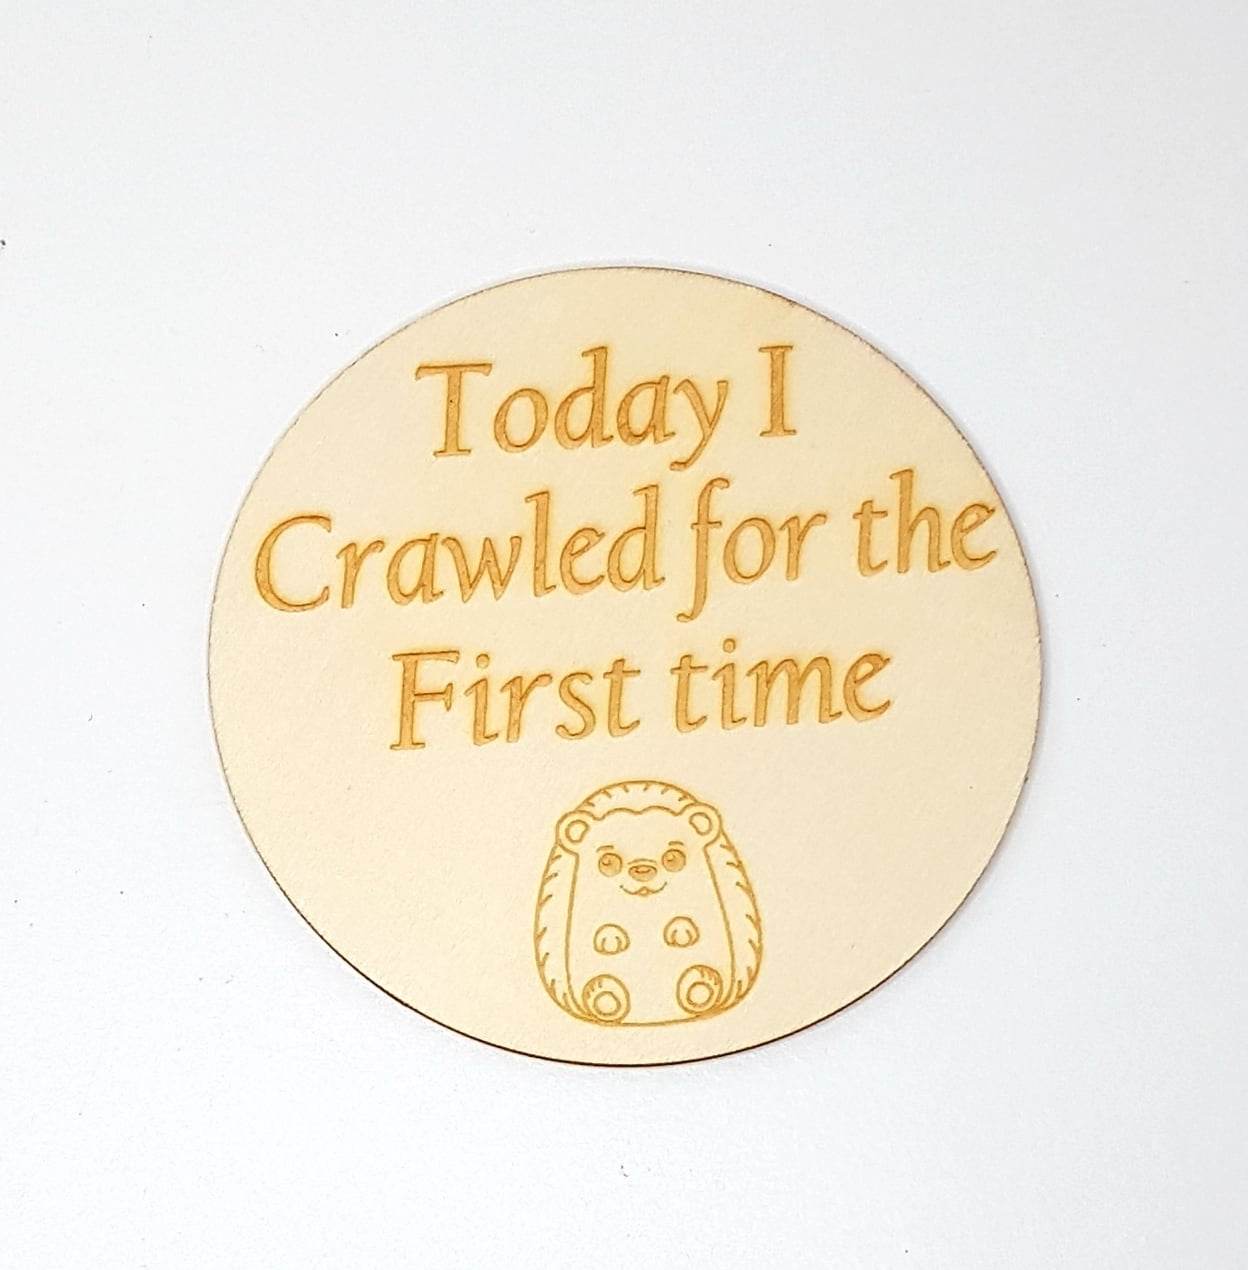 Today I
Crawled for the
First time